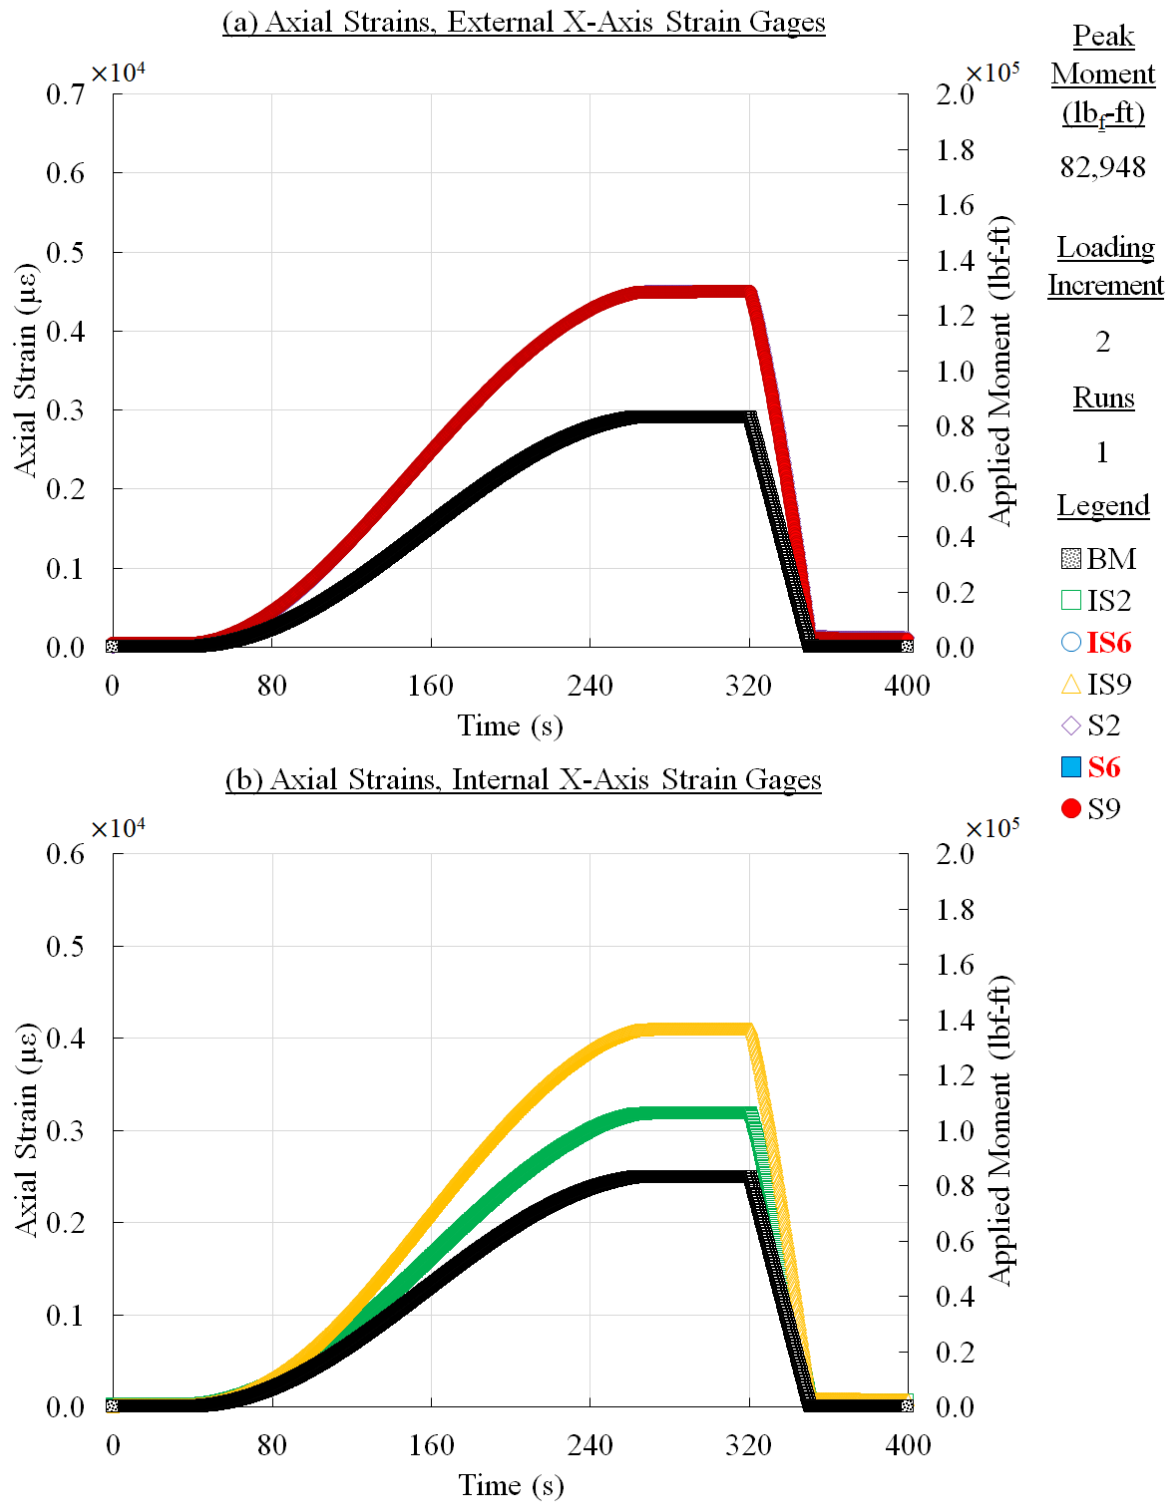 (a) Axial Strains, External X-Axis Strain Gages
×10⁴
×10⁵
0.7
0.6
0.5
0.4
0.3
0.2
0.1
0.0
Axial Strain (με)
2.0
1.8
1.6
1.4
1.2
1.0
0.8
0.6
0.4
0.2
0.0
Applied Moment (lbf-ft)
0 80 160 240 320 400
Time (s)
Peak
Moment
(lbf-ft)
82,948
Loading
Increment
2
Runs
1
Legend
BM
IS2
IS6
IS9
S2
S6
S9
(b) Axial Strains, Internal X-Axis Strain Gages
×10⁴
×10⁵
0.6
0.5
0.4
0.3
0.2
0.1
0.0
Axial Strain (με)
2.0
1.8
1.6
1.4
1.2
1.0
0.8
0.6
0.4
0.2
0.0
Applied Moment (lbf-ft)
0 80 160 240 320 400
Time (s)